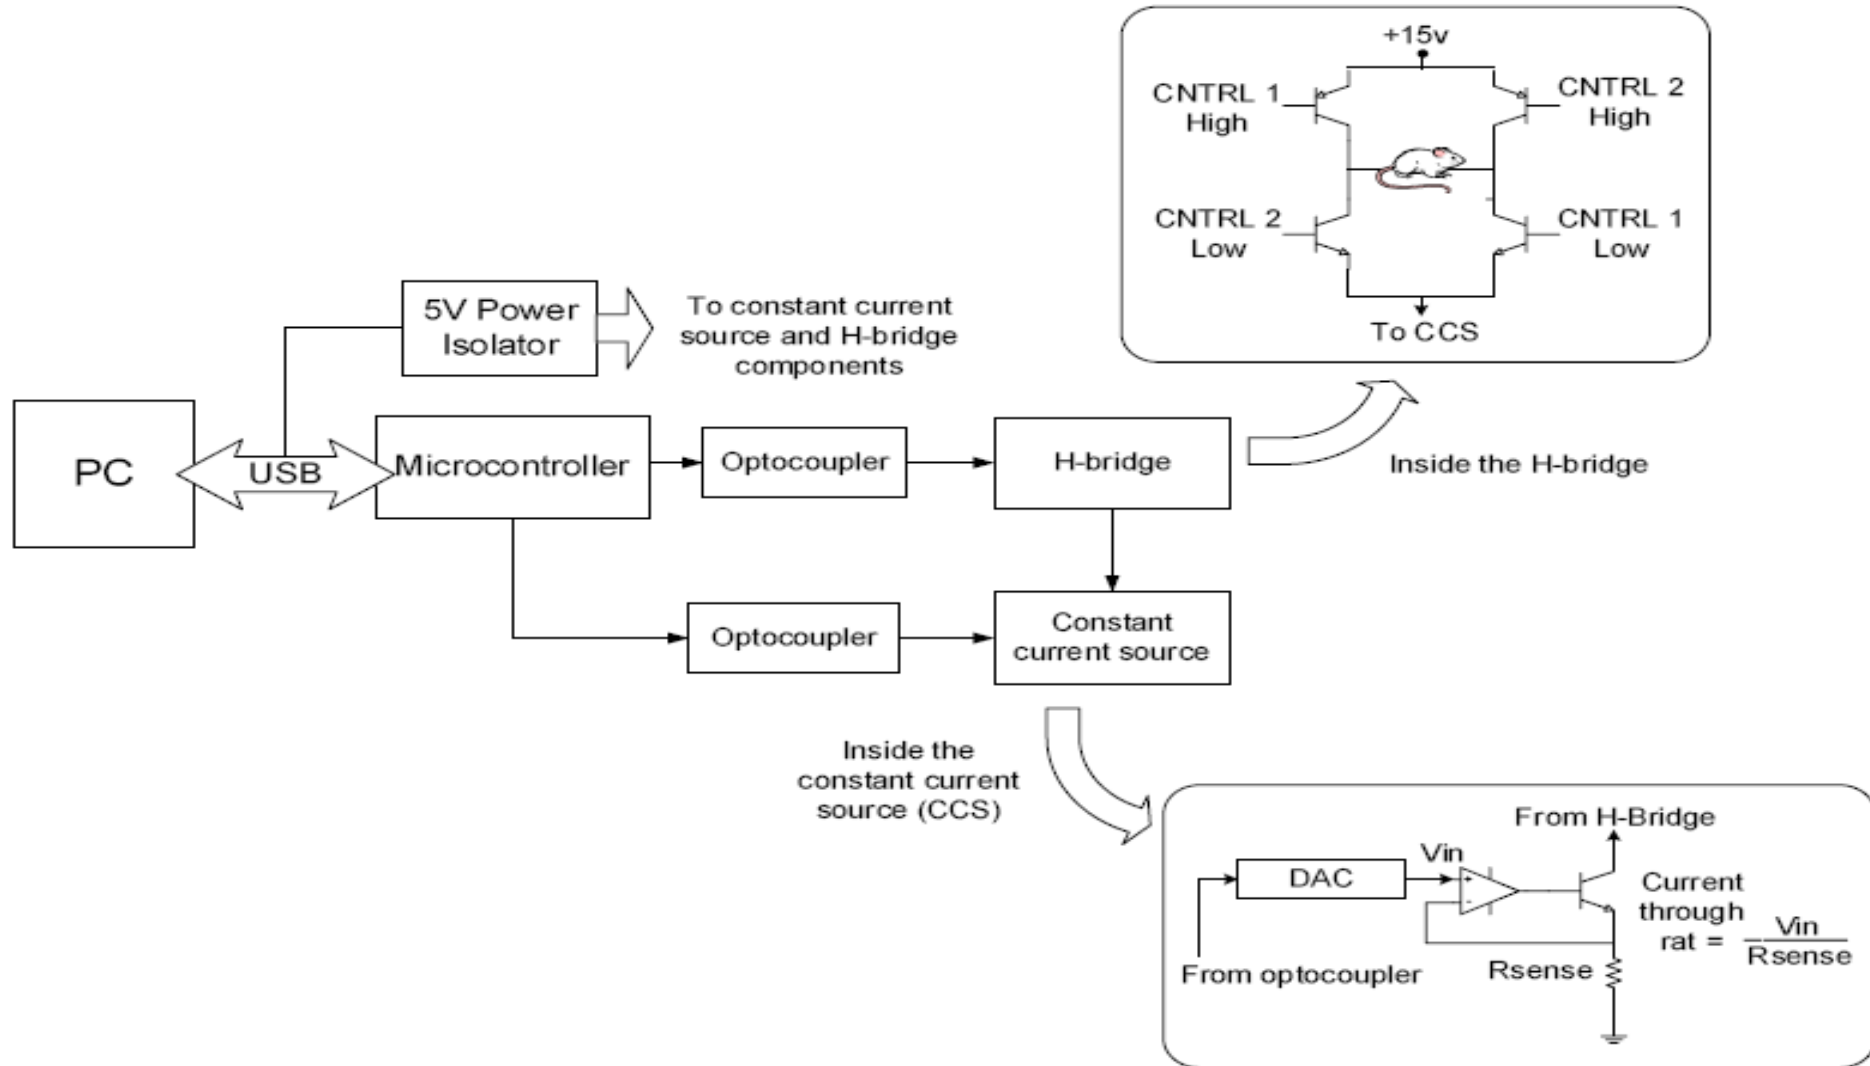 +15v
CNTRL 1
High
CNTRL 2
High
CNTRL 2
Low
CNTRL 1
Low
To CCS
5V Power
Isolator
To constant current
source and H-bridge
components
PC
USB
Microcontroller
Optocoupler
H-bridge
Inside the H-bridge
Optocoupler
Constant
current source
Inside the
constant current
source (CCS)
From H-Bridge
Vin
DAC
+
-
Current
through
rat = Vin
Rsense
From optocoupler
Rsense